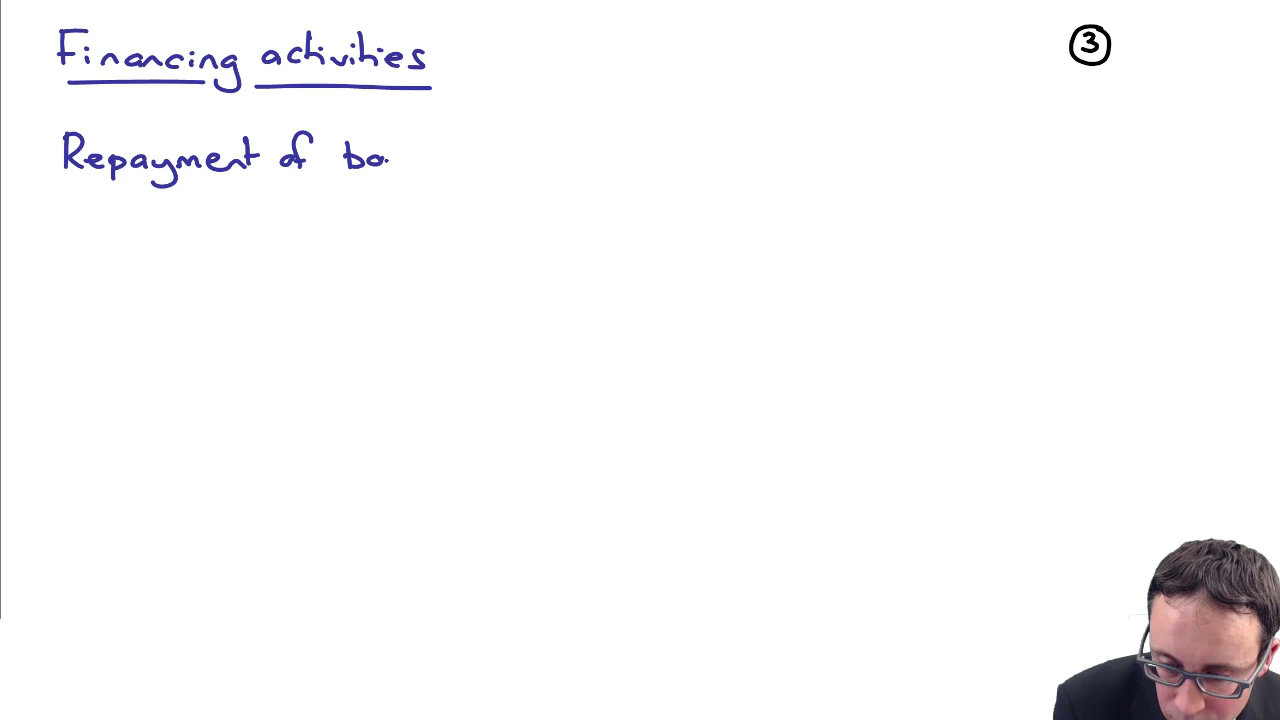 Financing activities
3
Repayment of bo